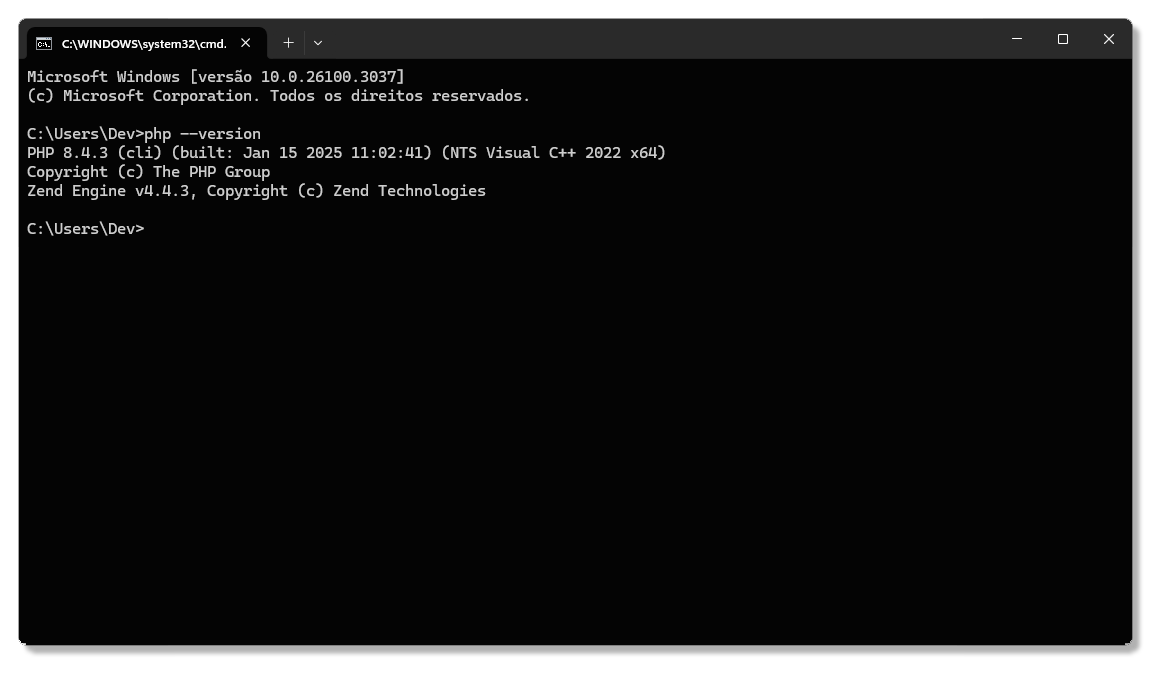 C:\WINDOWS\system32\cmd.
Microsoft Windows [versão 10.0.26100.3037]
(c) Microsoft Corporation. Todos os direitos reservados.
C:\Users\Dev>php --version
PHP 8.4.3 (cli) (built: Jan 15 2025 11:02:41) (NTS Visual C++ 2022 x64)
Copyright (c) The PHP Group
Zend Engine v4.4.3, Copyright (c) Zend Technologies
C:\Users\Dev>